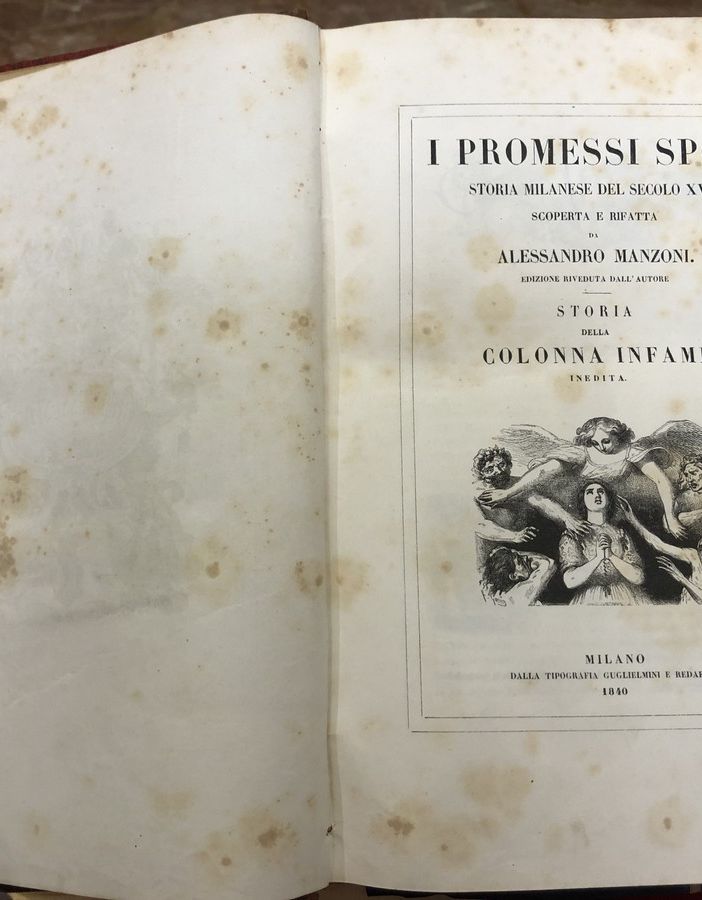 I PROMESSI SP
STORIA MILANESE DEL SECOLO XV
SCOPERTA E RIFATTA
DA
ALESSANDRO MANZONI.
EDIZIONE RIVEDUTA DALL'AUTORE
STORIA
DELLA
COLONNA INFAM
INEDITA.
MILANO
DALLA TIPOGRAFIA GUGLIELMINI E REDAE
1840